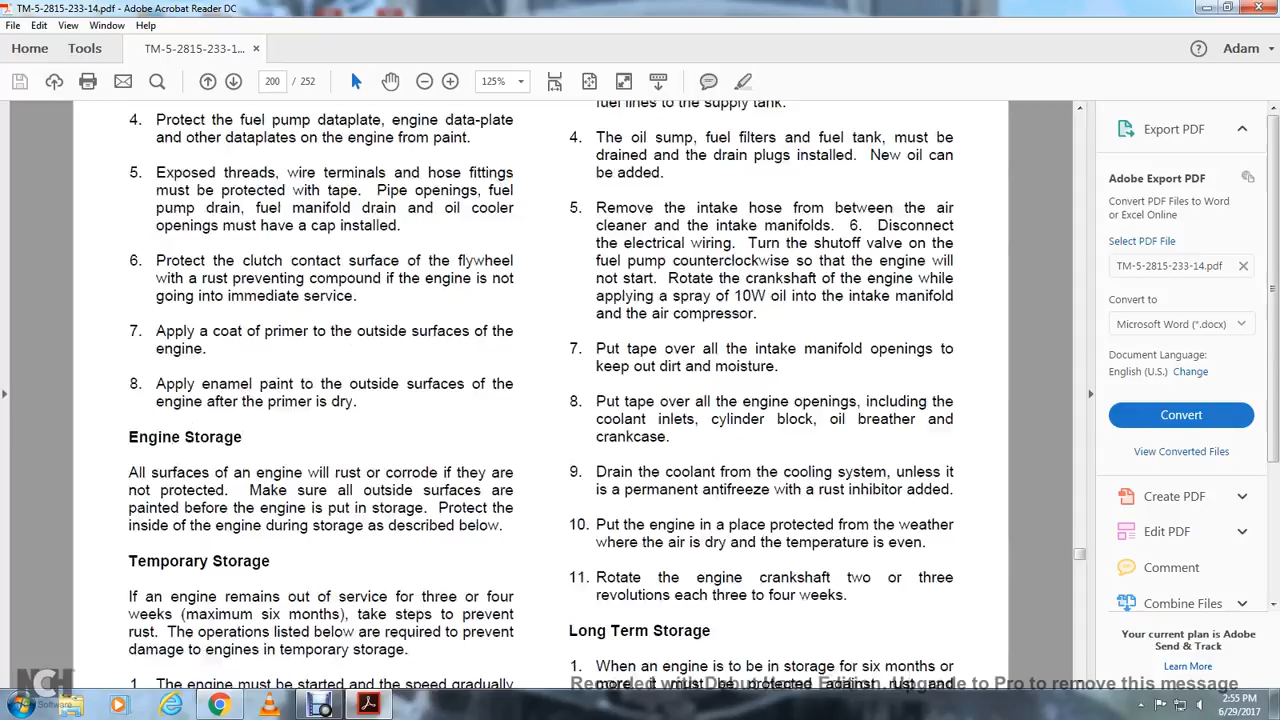 TM-5-2815-233-14.pdf - Adobe Acrobat Reader DC
File Edit View Window Help
Home Tools TM-5-2815-233-1... × Adam
200 / 252 125%
4. Protect the fuel pump dataplate, engine data-plate
and other dataplates on the engine from paint.
5. Exposed threads, wire terminals and hose fittings
must be protected with tape. Pipe openings, fuel
pump drain, fuel manifold drain and oil cooler
openings must have a cap installed.
6. Protect the clutch contact surface of the flywheel
with a rust preventing compound if the engine is not
going into immediate service.
7. Apply a coat of primer to the outside surfaces of the
engine.
8. Apply enamel paint to the outside surfaces of the
engine after the primer is dry.
Engine Storage
All surfaces of an engine will rust or corrode if they are
not protected. Make sure all outside surfaces are
painted before the engine is put in storage. Protect the
inside of the engine during storage as described below.
Temporary Storage
If an engine remains out of service for three or four
weeks (maximum six months), take steps to prevent
rust. The operations listed below are required to prevent
damage to engines in temporary storage.
1. The engine must be started and the speed gradually
fuel lines to the supply tank.
4. The oil sump, fuel filters and fuel tank, must be
drained and the drain plugs installed. New oil can
be added.
5. Remove the intake hose from between the air
cleaner and the intake manifolds. 6. Disconnect
the electrical wiring. Turn the shutoff valve on the
fuel pump counterclockwise so that the engine will
not start. Rotate the crankshaft of the engine while
applying a spray of 10W oil into the intake manifold
and the air compressor.
7. Put tape over all the intake manifold openings to
keep out dirt and moisture.
8. Put tape over all the engine openings, including the
coolant inlets, cylinder block, oil breather and
crankcase.
9. Drain the coolant from the cooling system, unless it
is a permanent antifreeze with a rust inhibitor added.
10. Put the engine in a place protected from the weather
where the air is dry and the temperature is even.
11. Rotate the engine crankshaft two or three
revolutions each three to four weeks.
Long Term Storage
1. When an engine is to be in storage for six months or
more, it must be protected against rust and
Export PDF
Adobe Export PDF
Convert PDF Files to Word
or Excel Online
Select PDF File
TM-5-2815-233-14.pdf
Convert to
Microsoft Word (*.docx)
Document Language:
English (U.S.) Change
Convert
View Converted Files
Create PDF
Edit PDF
Comment
Combine Files
Your current plan is Adobe
Send & Track
Learn More
NCH Software
Upgrade to Pro to remove this message
2:55 PM
6/29/2017